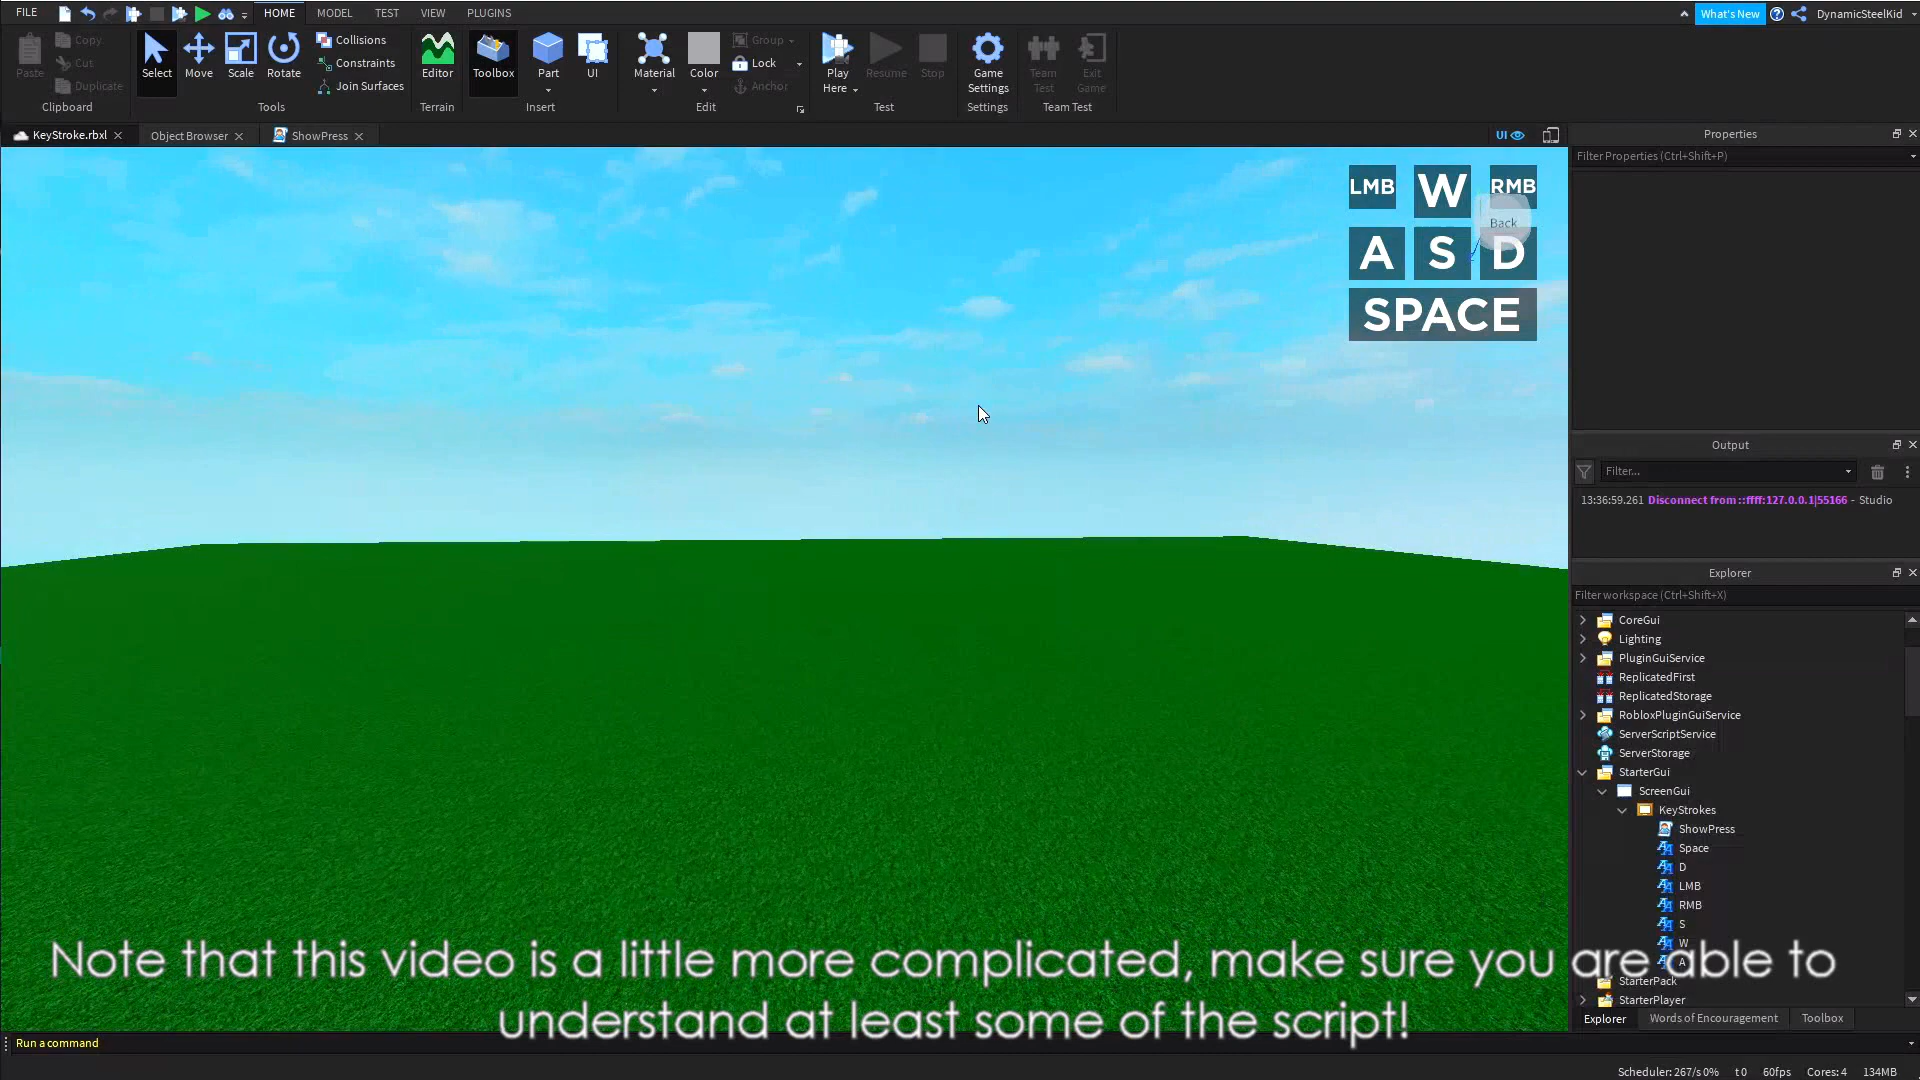 FILE HOME MODEL TEST VIEW PLUGINS What's New DynamicSteelKid
Copy Collisions Group
Cut Constraints Lock
Paste Duplicate Select Move Scale Rotate Join Surfaces Editor Toolbox Part UI Material Color Anchor Play Here Resume Stop Game Settings Team Test Exit Game
Clipboard Tools Terrain Insert Edit Test Settings Team Test
KeyStroke.rbxl Object Browser ShowPress UI
Properties
Filter Properties (Ctrl+Shift+P)
LMB W RMB
Back
A S D
SPACE
Output
Filter...
13:36:59.261 Disconnect from ::ffff:127.0.0.1|55166 - Studio
Explorer
Filter workspace (Ctrl+Shift+X)
CoreGui
Lighting
PluginGuiService
ReplicatedFirst
ReplicatedStorage
RobloxPluginGuiService
ServerScriptService
ServerStorage
StarterGui
ScreenGui
KeyStrokes
ShowPress
Space
D
LMB
RMB
S
W
A
StarterPack
StarterPlayer
Explorer Words of Encouragement Toolbox
Note that this video is a little more complicated, make sure you are able to
understand at least some of the script!
Run a command
Scheduler: 267/s 0% t 0 60fps Cores: 4 134MB